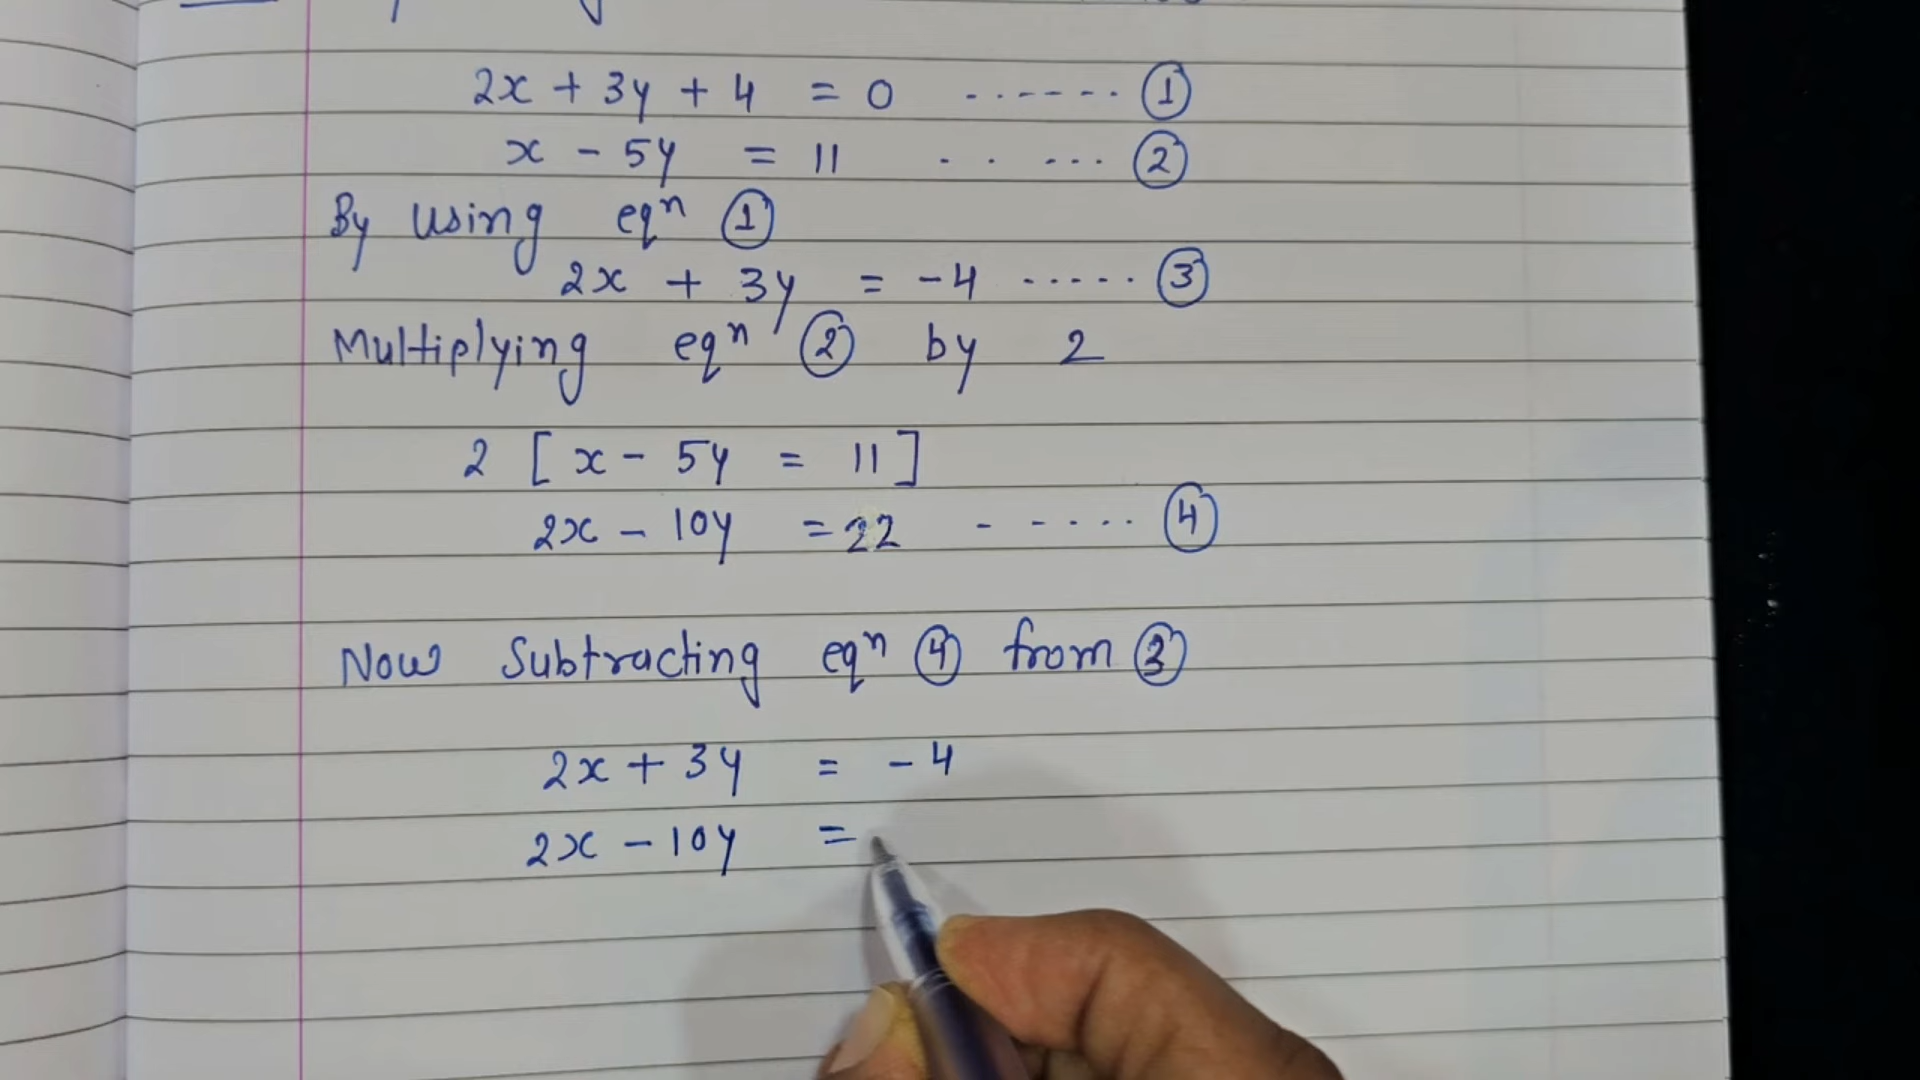 2x + 3y + 4 = 0 ------ ①
x - 5y = 11 . . ... ②
By using eqⁿ ①
2x + 3y = -4 ..... ③
Multiplying eqⁿ ② by 2
2 [ x - 5y = 11 ]
2x - 10y = 22 - -.... ④
Now Subtracting eqⁿ ④ from ③
2x + 3y = - 4
2x - 10y =